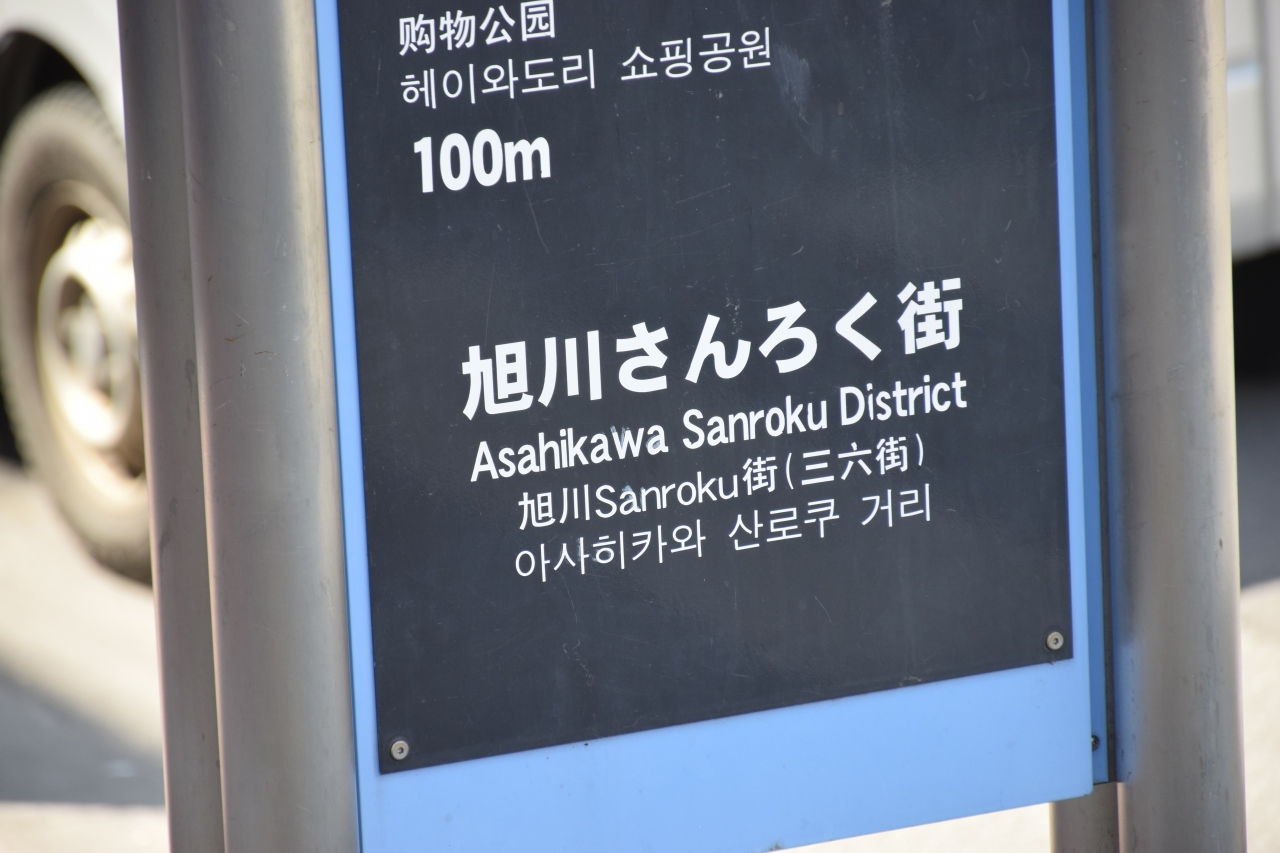 购物公园
헤이와도리 쇼핑공원
100m
旭川さんろく街
Asahikawa Sanroku District
旭川Sanroku街(三六街)
아사히카와 산로쿠 거리